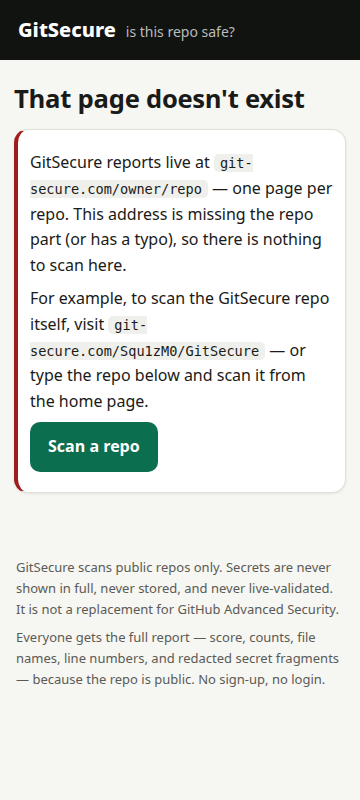 GitSecure is this repo safe?
That page doesn't exist
GitSecure reports live at git-
secure.com/owner/repo — one page per
repo. This address is missing the repo
part (or has a typo), so there is nothing
to scan here.
For example, to scan the GitSecure repo
itself, visit git-
secure.com/Squ1zM0/GitSecure — or
type the repo below and scan it from
the home page.
Scan a repo
GitSecure scans public repos only. Secrets are never
shown in full, never stored, and never live-validated.
It is not a replacement for GitHub Advanced Security.
Everyone gets the full report — score, counts, file
names, line numbers, and redacted secret fragments
— because the repo is public. No sign-up, no login.